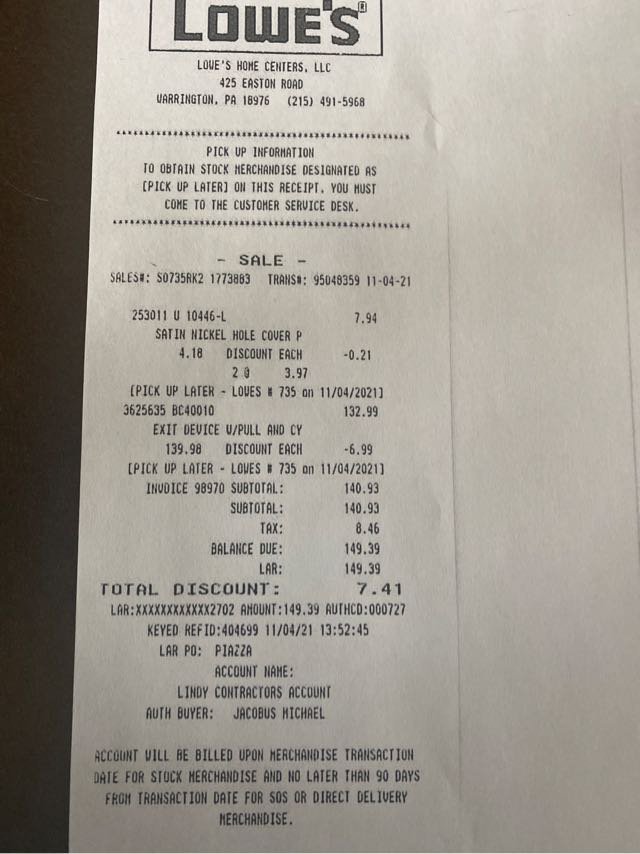 LOWE'S®
LOWE'S HOME CENTERS, LLC
425 EASTON ROAD
WARRINGTON, PA 18976 (215) 491-5968
PICK UP INFORMATION
TO OBTAIN STOCK MERCHANDISE DESIGNATED AS
[PICK UP LATER] ON THIS RECEIPT, YOU MUST
COME TO THE CUSTOMER SERVICE DESK.
- SALE -
SALES#: S0735RK2 1773883 TRANS#: 95048359 11-04-21
253011 U 10446-L 7.94
SATIN NICKEL HOLE COVER P
4.18 DISCOUNT EACH -0.21
2 @ 3.97
[PICK UP LATER - LOWES # 735 on 11/04/2021]
3625635 BC40010 132.99
EXIT DEVICE W/PULL AND CY
139.98 DISCOUNT EACH -6.99
[PICK UP LATER - LOWES # 735 on 11/04/2021]
INVOICE 98970 SUBTOTAL: 140.93
SUBTOTAL: 140.93
TAX: 8.46
BALANCE DUE: 149.39
LAR: 149.39
TOTAL DISCOUNT: 7.41
LAR:XXXXXXXXXXXX2702 AMOUNT:149.39 AUTHCD:000727
KEYED REFID:404699 11/04/21 13:52:45
LAR PO: PIAZZA
ACCOUNT NAME:
LINDY CONTRACTORS ACCOUNT
AUTH BUYER: JACOBUS MICHAEL
ACCOUNT WILL BE BILLED UPON MERCHANDISE TRANSACTION
DATE FOR STOCK MERCHANDISE AND NO LATER THAN 90 DAYS
FROM TRANSACTION DATE FOR SOS OR DIRECT DELIVERY
MERCHANDISE.